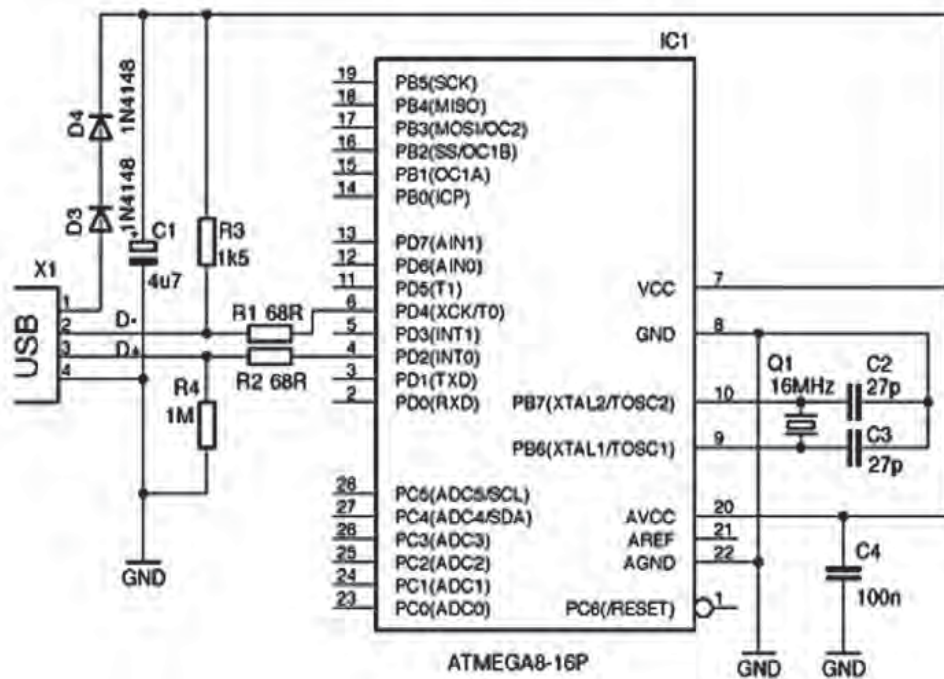 IC1
D4
1N4148
D3
1N4148
C1
4u7
R3
1k5
X1
USB
1
2
3
4
D-
D+
R1 68R
R2 68R
R4
1M
GND
19 PB5(SCK)
18 PB4(MISO)
17 PB3(MOSI/OC2)
16 PB2(SS/OC1B)
15 PB1(OC1A)
14 PB0(ICP)
13 PD7(AIN1)
12 PD6(AIN0)
11 PD5(T1)
6 PD4(XCK/T0)
5 PD3(INT1)
4 PD2(INT0)
3 PD1(TXD)
2 PD0(RXD)
28 PC5(ADC5/SCL)
27 PC4(ADC4/SDA)
26 PC3(ADC3)
25 PC2(ADC2)
24 PC1(ADC1)
23 PC0(ADC0)
VCC 7
GND 8
PB7(XTAL2/TOSC2) 10
PB6(XTAL1/TOSC1) 9
AVCC 20
AREF 21
AGND 22
PC6(/RESET) 1
Q1
16MHz
C2
27p
C3
27p
C4
100n
GND
GND
ATMEGA8-16P